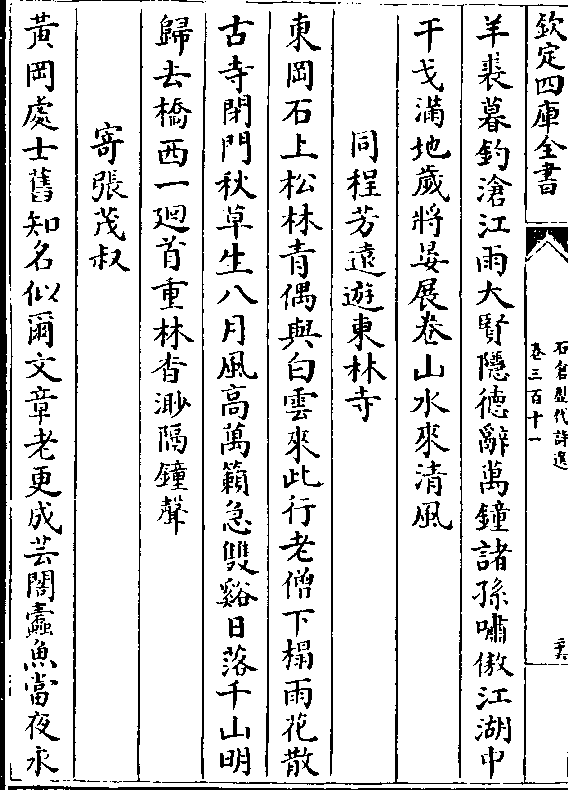 欽定四庫全書
石倉歷代詩選
卷三百十一
羊裘暮釣滄江雨大賢隱德辭萬鐘諸孫嘯傲江湖中
干戈滿地歲將晏展卷山水來清風
同程芳遠遊東林寺
東岡石上松林青偶與白雲來此行老僧下榻雨花散
古寺閉門秋草生八月風高萬籟急雙谿日落千山明
歸去橋西一廻首重林杳渺隔鐘聲
寄張茂叔
黃岡處士舊知名似爾文章老更成芸閣蠹魚當夜永